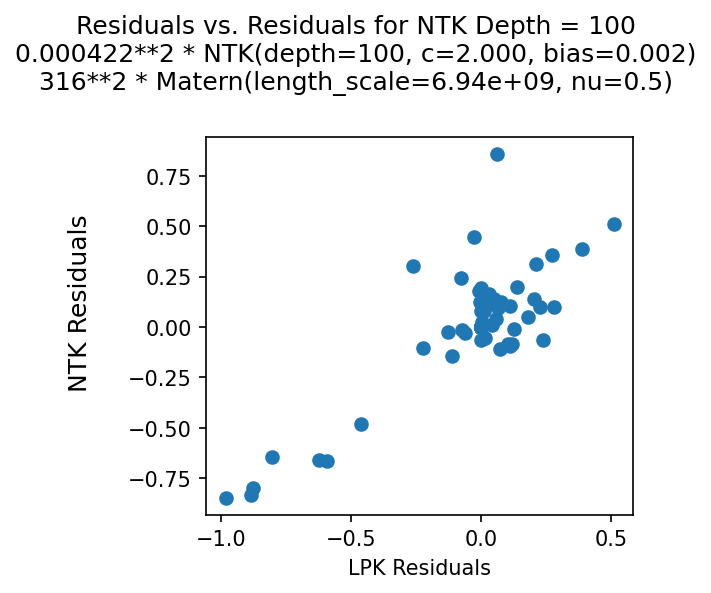 Residuals vs. Residuals for NTK Depth = 100
0.000422**2 * NTK(depth=100, c=2.000, bias=0.002)
316**2 * Matern(length_scale=6.94e+09, nu=0.5)
NTK Residuals
0.75
0.50
0.25
0.00
−0.25
−0.50
−0.75
−1.0
−0.5
0.0
0.5
LPK Residuals